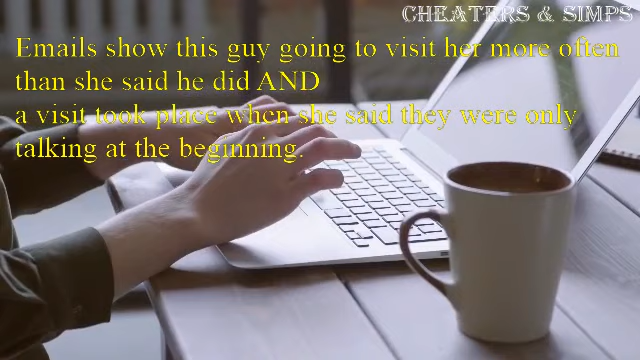 CHEATERS & SIMPS
Emails show this guy going to visit her more often
than she said he did AND
a visit took place when she said they were only
talking at the beginning.